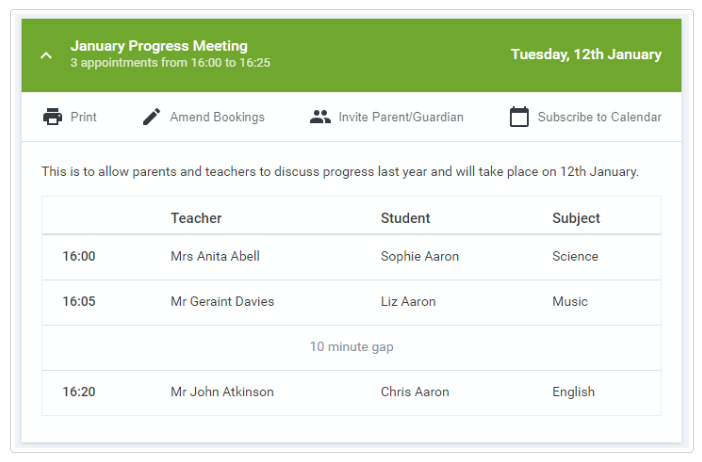 January Progress Meeting
3 appointments from 16:00 to 16:25
Tuesday, 12th January
Print
Amend Bookings
Invite Parent/Guardian
Subscribe to Calendar
This is to allow parents and teachers to discuss progress last year and will take place on 12th January.
Teacher Student Subject
16:00 Mrs Anita Abell Sophie Aaron Science
16:05 Mr Geraint Davies Liz Aaron Music
10 minute gap
16:20 Mr John Atkinson Chris Aaron English